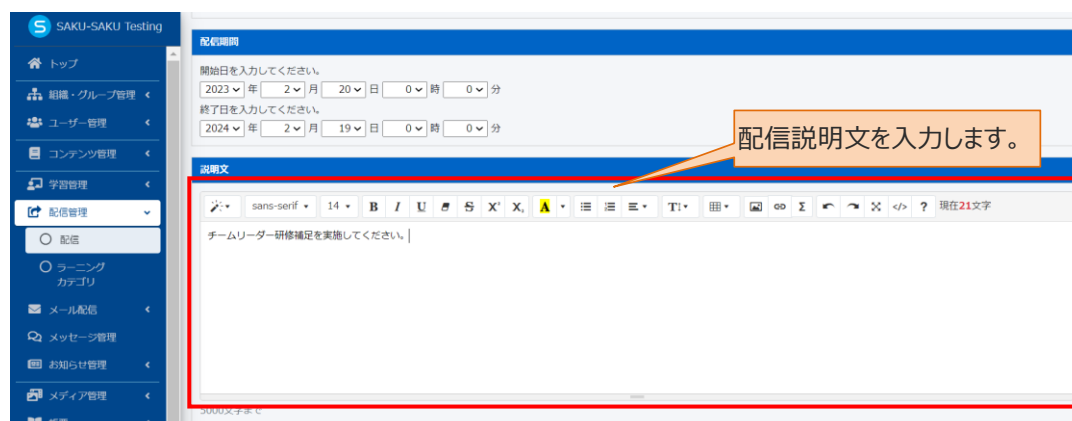 SAKU-SAKU Testing
トップ
組織・グループ管理
ユーザー管理
コンテンツ管理
学習管理
配信管理
配信
ラーニング
カテゴリ
メール配信
メッセージ管理
お知らせ管理
メディア管理
配信期間
開始日を入力してください。
2023 年 2 月 20 日 0 時 0 分
終了日を入力してください。
2024 年 2 月 19 日 0 時 0 分
配信説明文を入力します。
説明文
sans-serif 14 B I U S X˟ X˟ A TI Σ </> ? 現在21文字
チームリーダー研修補足を実施してください。
5000文字まで